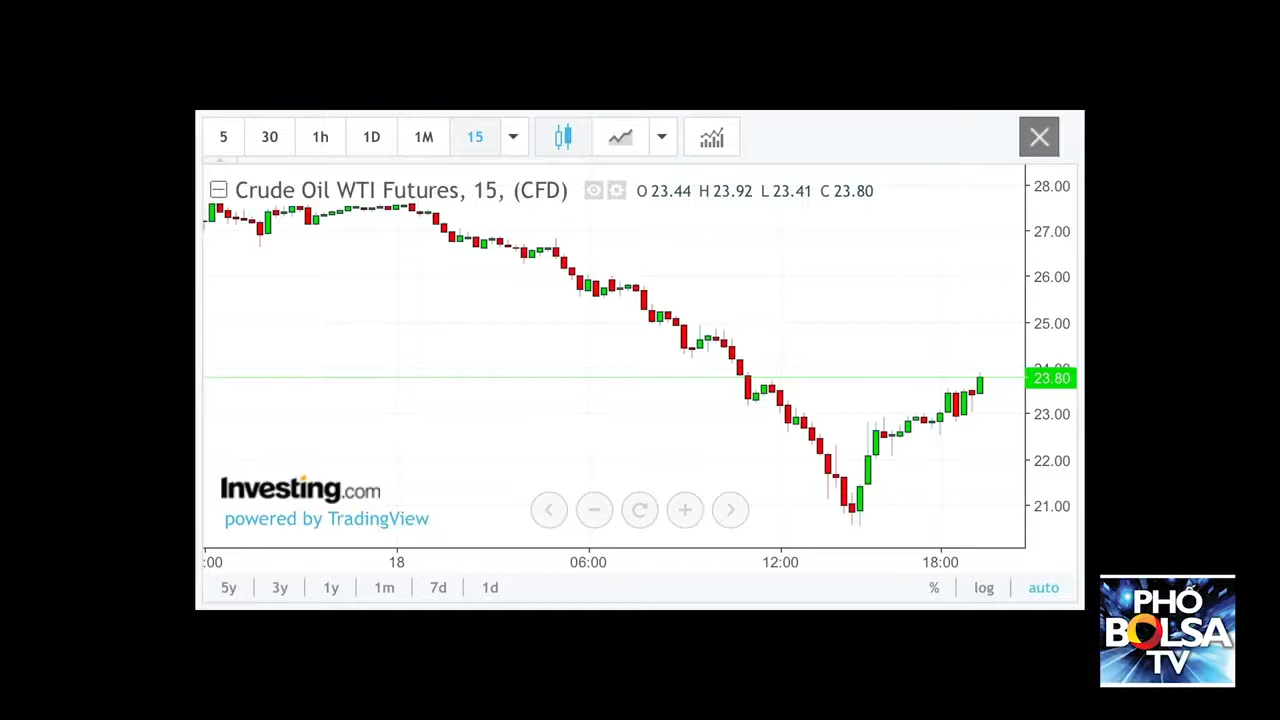 5 30 1h 1D 1M 15
Crude Oil WTI Futures, 15, (CFD) O 23.44 H 23.92 L 23.41 C 23.80
28.00
27.00
26.00
25.00
24.00
23.80
23.00
22.00
21.00
Investing.com
powered by TradingView
:00 18 06:00 12:00 18:00
5y 3y 1y 1m 7d 1d % log auto
PHỐ
BOLSA
TV